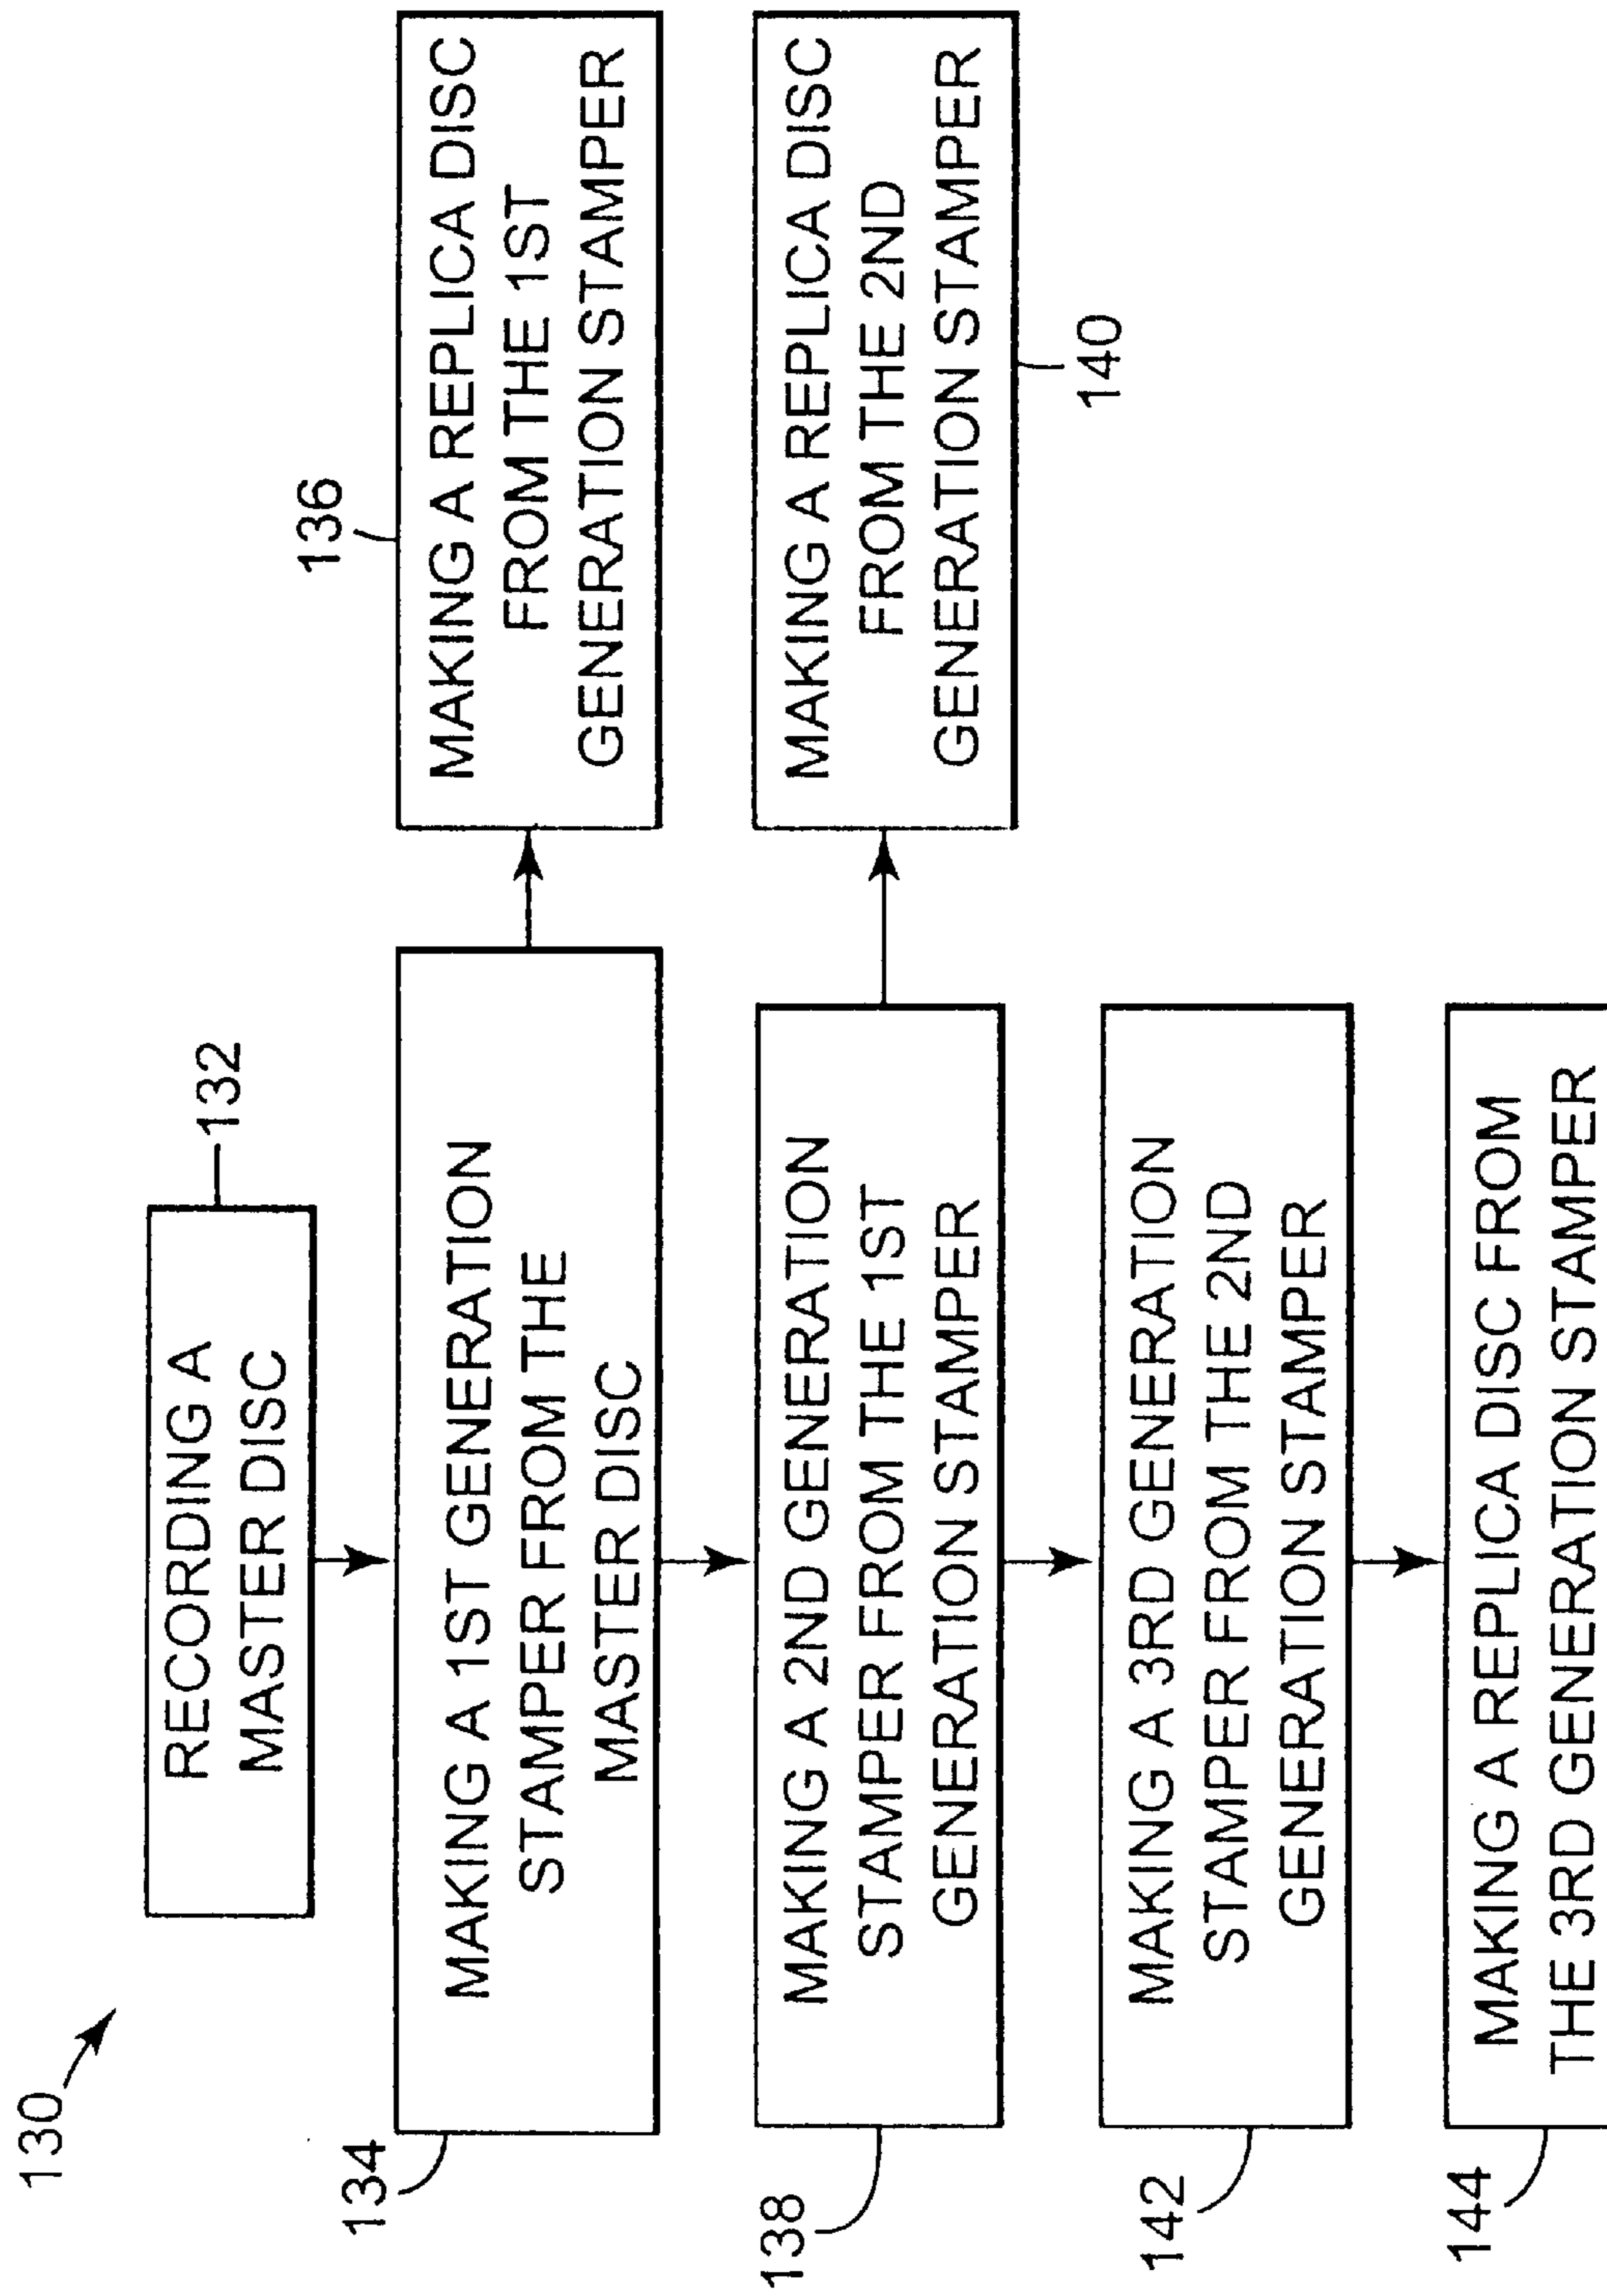 130
RECORDING A
MASTER DISC
132
134
MAKING A 1ST GENERATION
STAMPER FROM THE
MASTER DISC
136
MAKING A REPLICA DISC
FROM THE 1ST
GENERATION STAMPER
138
MAKING A 2ND GENERATION
STAMPER FROM THE 1ST
GENERATION STAMPER
MAKING A REPLICA DISC
FROM THE 2ND
GENERATION STAMPER
140
142
MAKING A 3RD GENERATION
STAMPER FROM THE 2ND
GENERATION STAMPER
144
MAKING A REPLICA DISC FROM
THE 3RD GENERATION STAMPER